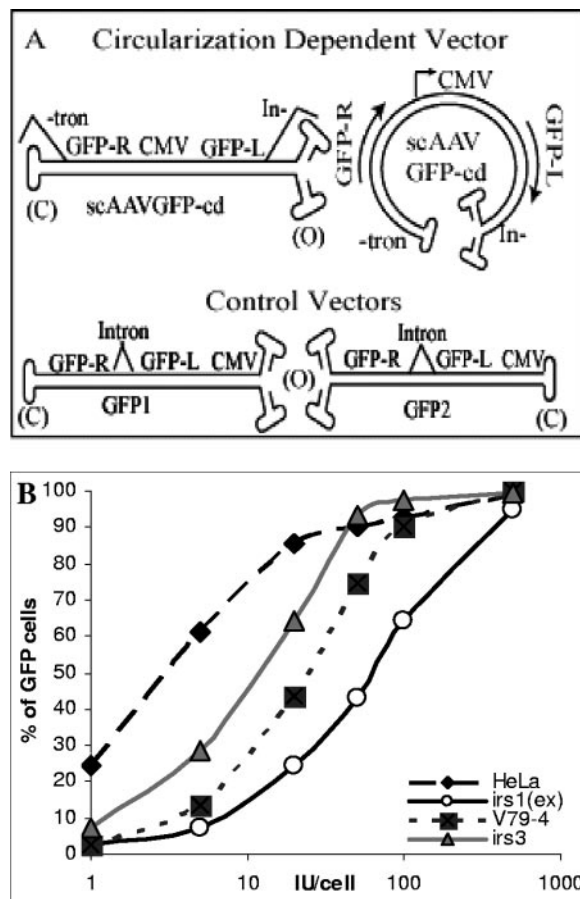 A Circularization Dependent Vector
-tron
GFP-R CMV GFP-L
In-
(C)
scAAVGFP-cd
(O)
CMV
GFP-R
scAAV
GFP-cd
GFP-L
-tron
In-
Control Vectors
Intron
GFP-R GFP-L CMV
(C)
GFP1
(O)
Intron
GFP-R GFP-L CMV
GFP2
(C)
B
% of GFP cells
100
90
80
70
60
50
40
30
20
10
0
HeLa
irs1(ex)
V79-4
irs3
1 10 100 1000
IU/cell